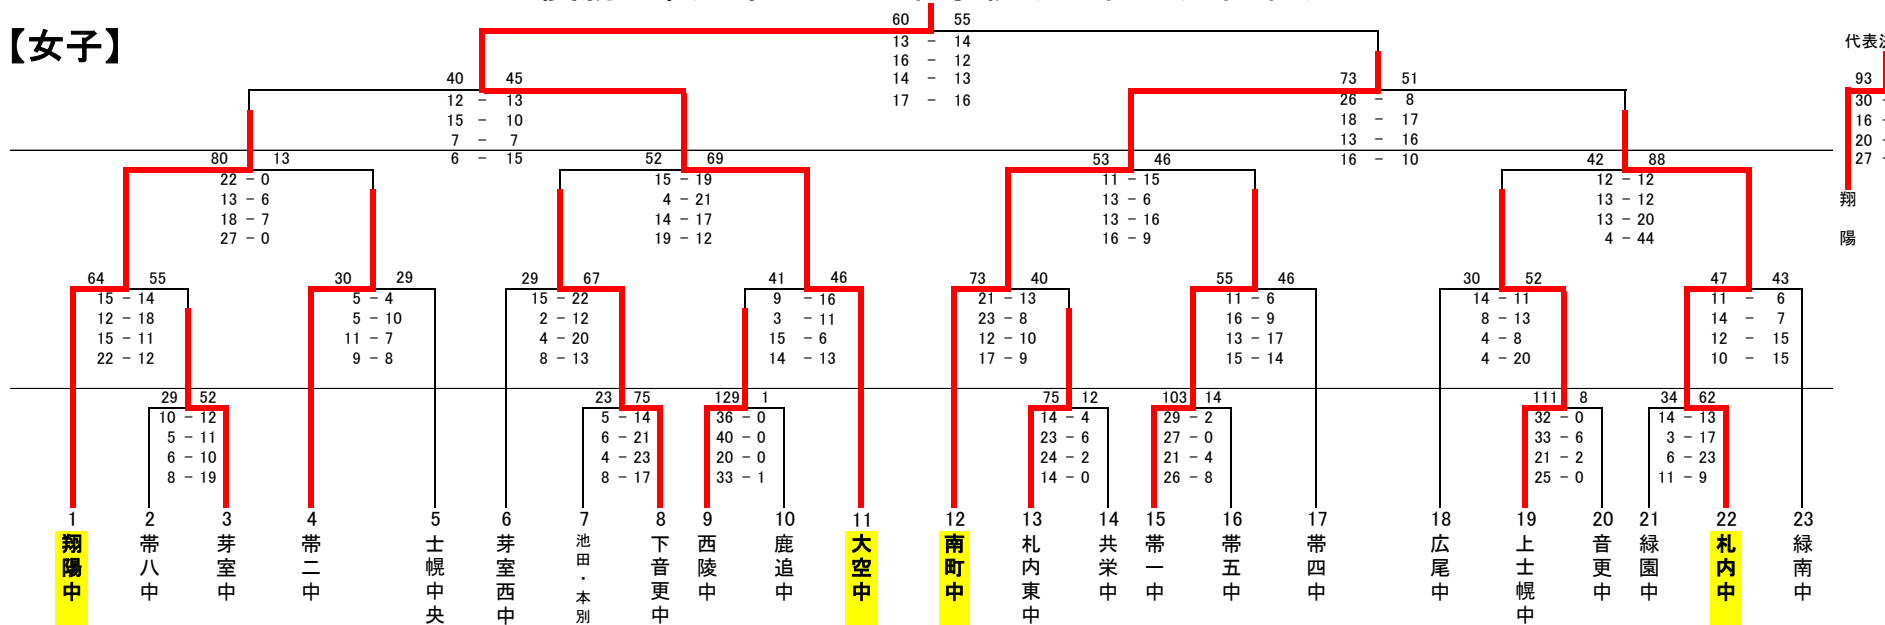 【女子】
60 55
13 - 14
16 - 12
14 - 13
17 - 16
代表
93
30 -
16 -
20 -
27 -
翔
陽
40 45
12 - 13
15 - 10
7 - 7
6 - 15
73 51
26 - 8
18 - 17
13 - 16
16 - 10
80 13
22 - 0
13 - 6
18 - 7
27 - 0
52 69
15 - 19
4 - 21
14 - 17
19 - 12
53 46
11 - 15
13 - 6
13 - 16
16 - 9
42 88
12 - 12
13 - 12
13 - 20
4 - 44
64 55
15 - 14
12 - 18
15 - 11
22 - 12
30 29
5 - 4
5 - 10
11 - 7
9 - 8
29 67
15 - 22
2 - 12
4 - 20
8 - 13
41 46
9 - 16
3 - 11
15 - 6
14 - 13
73 40
21 - 13
23 - 8
12 - 10
17 - 9
55 46
11 - 6
16 - 9
13 - 17
15 - 14
30 52
14 - 11
8 - 13
4 - 8
4 - 20
47 43
11 - 6
14 - 7
12 - 15
10 - 15
29 52
10 - 12
5 - 11
6 - 10
8 - 19
23 75
5 - 14
6 - 21
4 - 23
8 - 17
129 1
36 - 0
40 - 0
20 - 0
33 - 1
75 12
14 - 4
23 - 6
24 - 2
14 - 0
103 14
29 - 2
27 - 0
21 - 4
26 - 8
111 8
32 - 0
33 - 6
21 - 2
25 - 0
34 62
14 - 13
3 - 17
6 - 23
11 - 9
1 2 3 4 5 6 7 8 9 10 11 12 13 14 15 16 17 18 19 20 21 22 23
翔陽中
帯八中
芽室中
帯二中
士幌中央
芽室西中
池田・本別
下音更中
西陵中
鹿追中
大空中
南町中
札内東中
共栄中
帯一中
帯五中
帯四中
広尾中
上士幌中
音更中
緑園中
札内中
緑南中